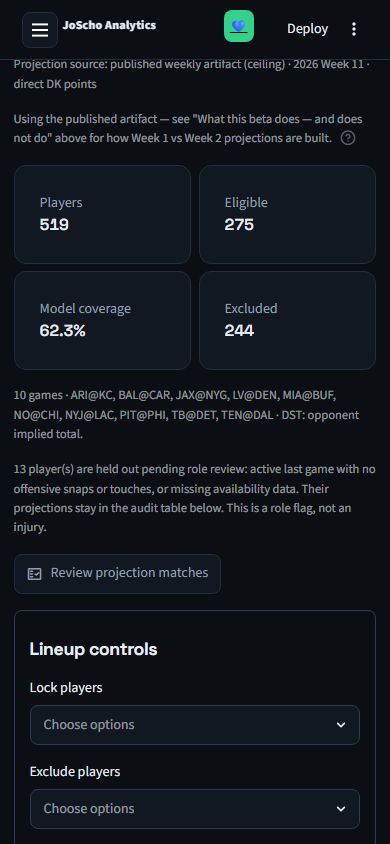 JoScho Analytics
Deploy
Projection source: published weekly artifact (ceiling) · 2026 Week 11 ·
direct DK points
Using the published artifact — see "What this beta does — and does
not do" above for how Week 1 vs Week 2 projections are built.
Players
519
Eligible
275
Model coverage
62.3%
Excluded
244
10 games · ARI@KC, BAL@CAR, JAX@NYG, LV@DEN, MIA@BUF,
NO@CHI, NYJ@LAC, PIT@PHI, TB@DET, TEN@DAL · DST: opponent
implied total.
13 player(s) are held out pending role review: active last game with no
offensive snaps or touches, or missing availability data. Their
projections stay in the audit table below. This is a role flag, not an
injury.
Review projection matches
Lineup controls
Lock players
Choose options
Exclude players
Choose options